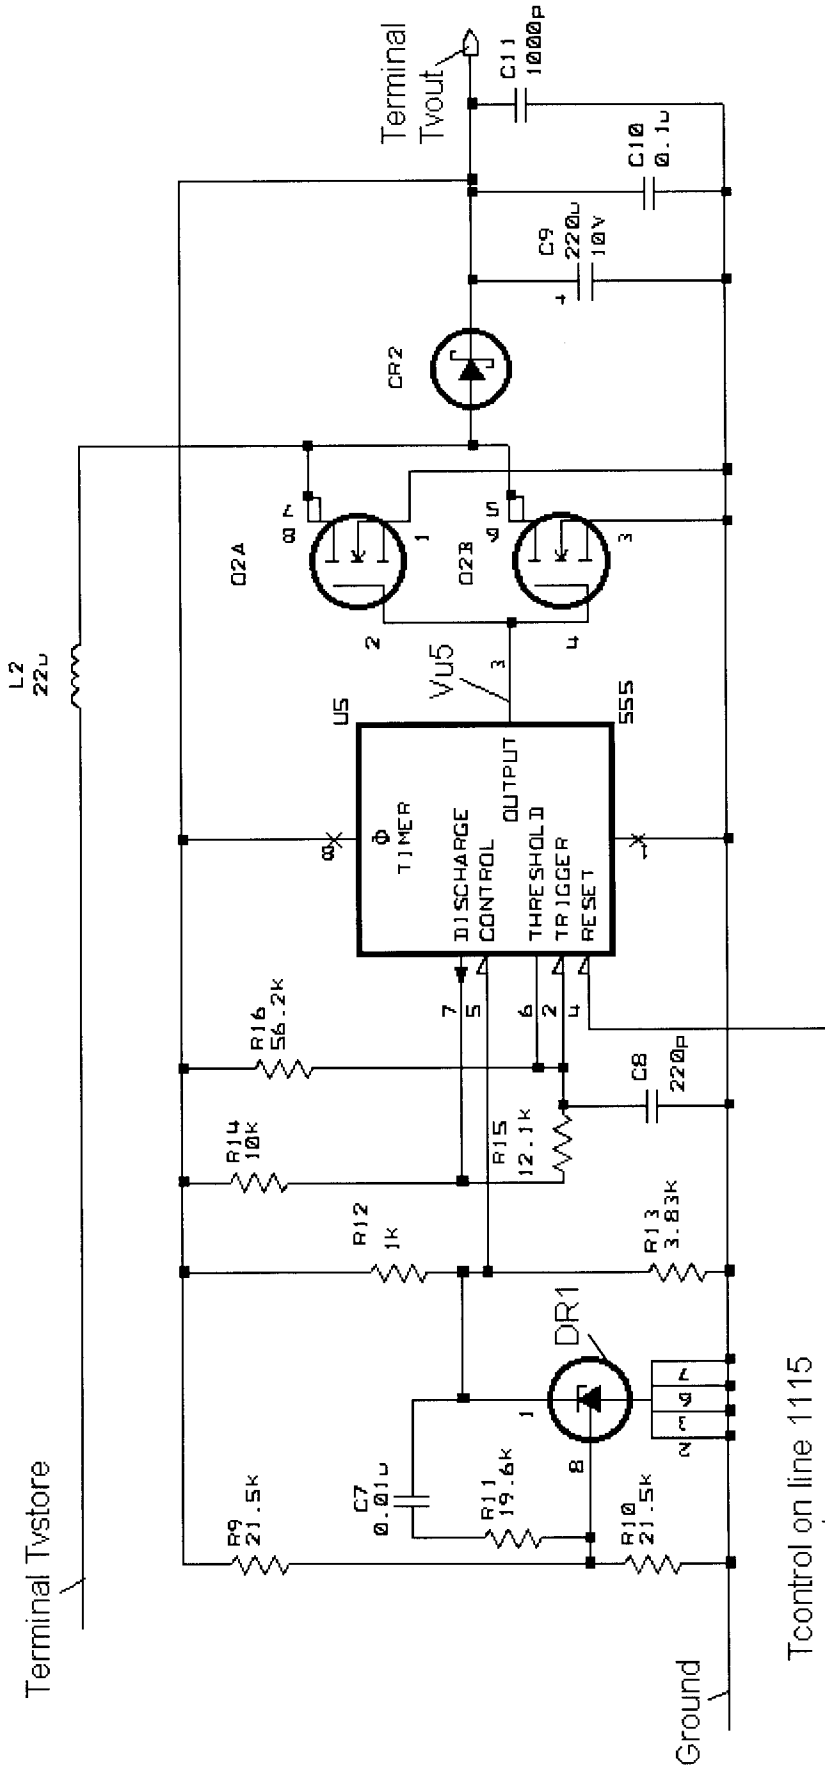 Terminal Tvstore
L2
22u
Terminal
Tvout
C11
1000p
C10
0.1u
C9
220u
10V
+
CR2
Q2A
7
8
1
2
Q2B
5
6
3
4
Vu5
3
U5
555
8
Φ
TIMER
DISCHARGE
CONTROL
OUTPUT
THRESHOLD
TRIGGER
RESET
1
7
5
6
2
4
R16
56.2k
R14
10k
R15
12.1k
C8
220p
R12
1k
R13
3.83k
DR1
1
8
7
6
3
2
C7
0.01u
R11
19.6k
R9
21.5k
R10
21.5k
Ground
Tcontrol on line 1115